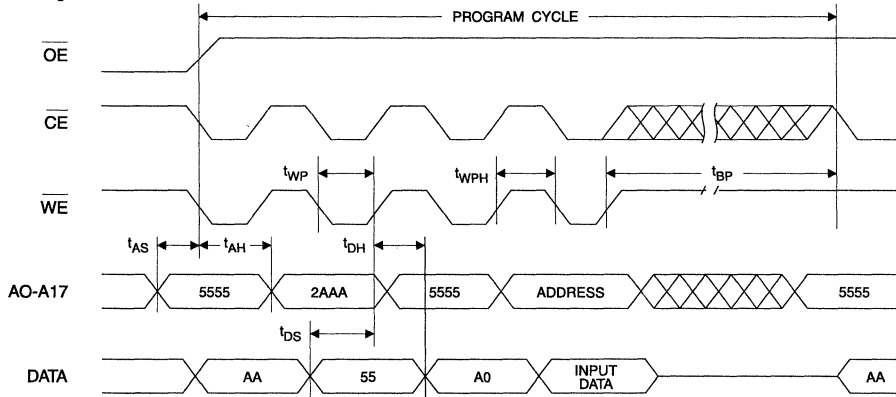 PROGRAM CYCLE
OE
CE
tWP tWPH tBP
WE
tAS tAH tDH
AO-A17 5555 2AAA 5555 ADDRESS 5555
tDS
DATA AA 55 A0 INPUT DATA AA